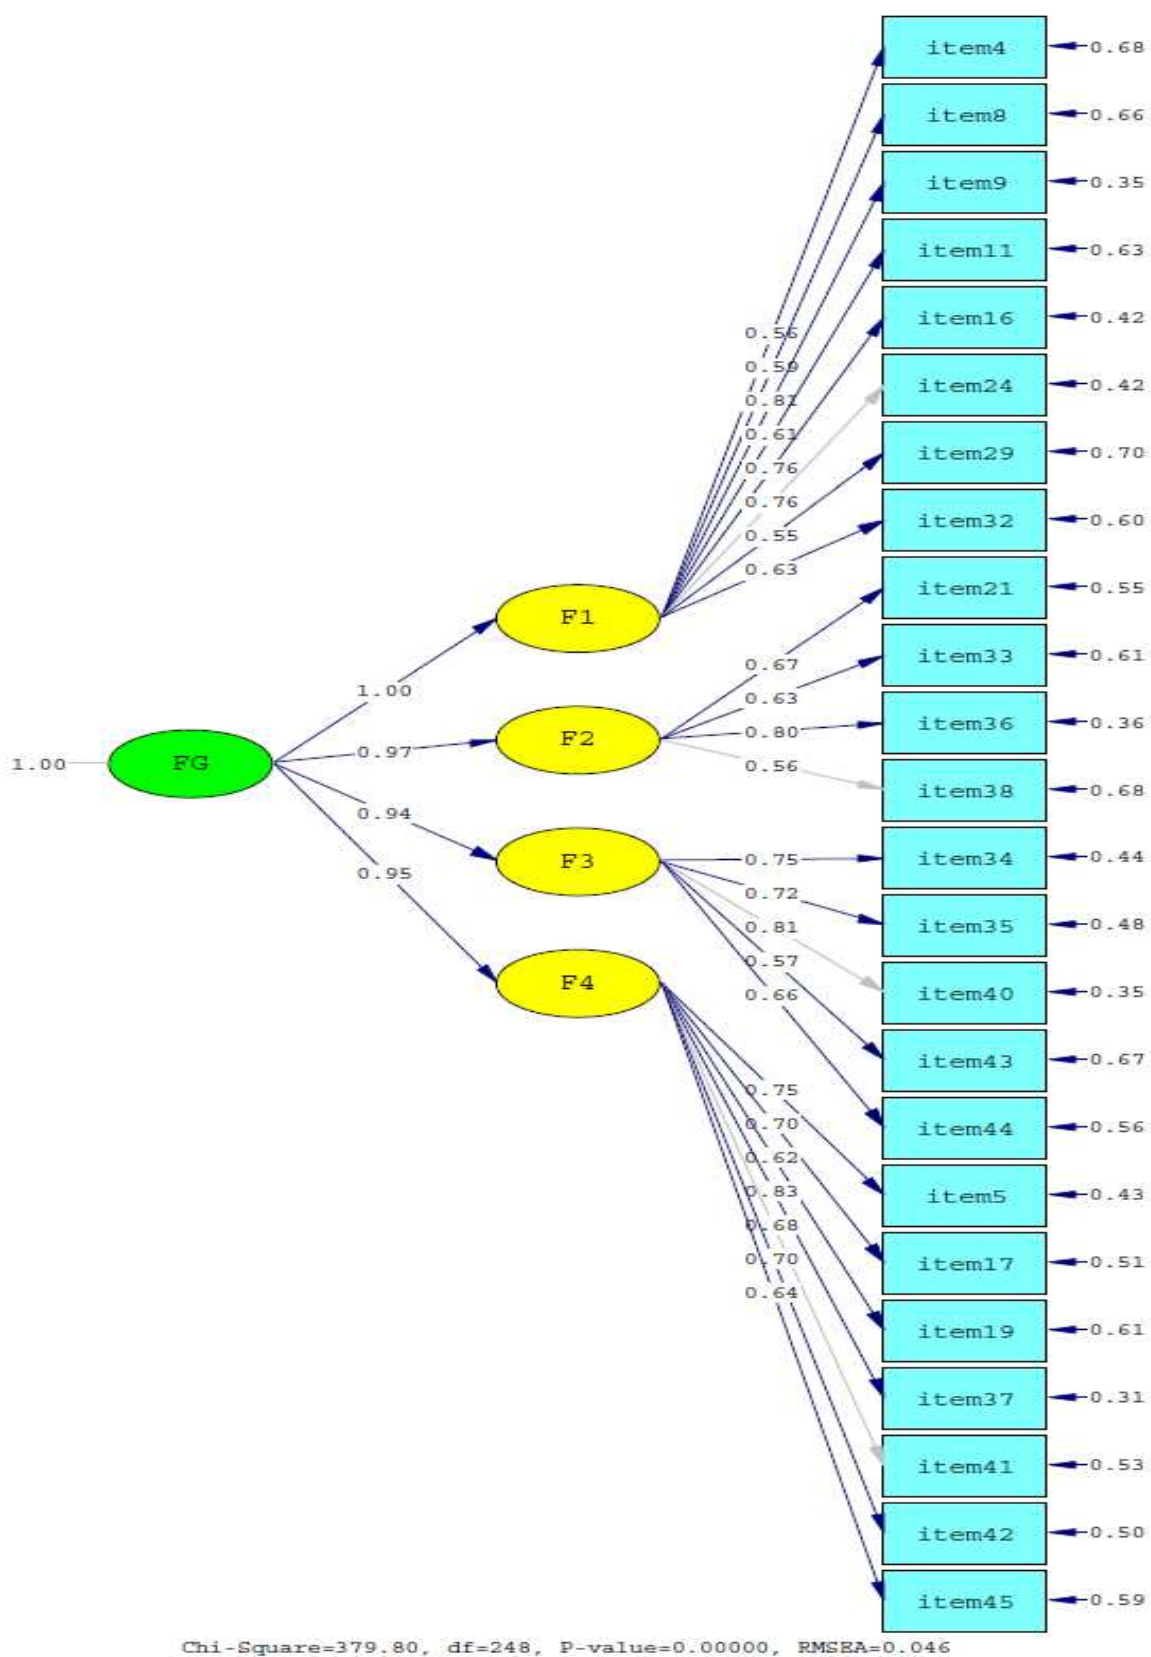 item4 0.68
item8 0.66
item9 0.35
item11 0.63
item16 0.42
0.56
0.59
item24 0.42
0.81
0.61
item29 0.70
0.76
0.76
item32 0.60
0.55
0.63
item21 0.55
F1
item33 0.61
0.67
1.00
0.63
item36 0.36
0.80
F2
0.97
1.00 FG
0.56
item38 0.68
0.94
item34 0.44
0.75
F3
0.95
0.72
item35 0.48
0.81
0.57
item40 0.35
0.66
F4
item43 0.67
0.75
item44 0.56
0.70
0.62
item5 0.43
0.83
0.68
item17 0.51
0.70
0.64
item19 0.61
item37 0.31
item41 0.53
item42 0.50
item45 0.59
Chi-Square=379.80, df=248, P-value=0.00000, RMSEA=0.046